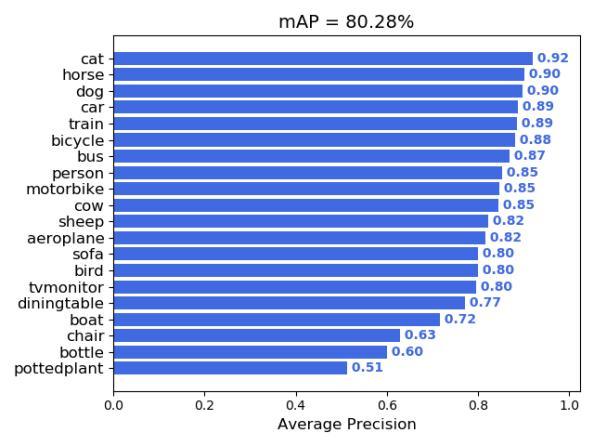 mAP = 80.28%
cat 0.92
horse 0.90
dog 0.90
car 0.89
train 0.89
bicycle 0.88
bus 0.87
person 0.85
motorbike 0.85
cow 0.85
sheep 0.82
aeroplane 0.82
sofa 0.80
bird 0.80
tvmonitor 0.80
diningtable 0.77
boat 0.72
chair 0.63
bottle 0.60
pottedplant 0.51
0.0 0.2 0.4 0.6 0.8 1.0
Average Precision